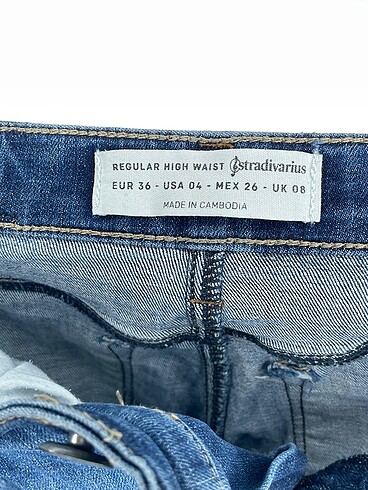 REGULAR HIGH WAIST stradivarius
EUR 36 - USA 04 - MEX 26 - UK 08
MADE IN CAMBODIA